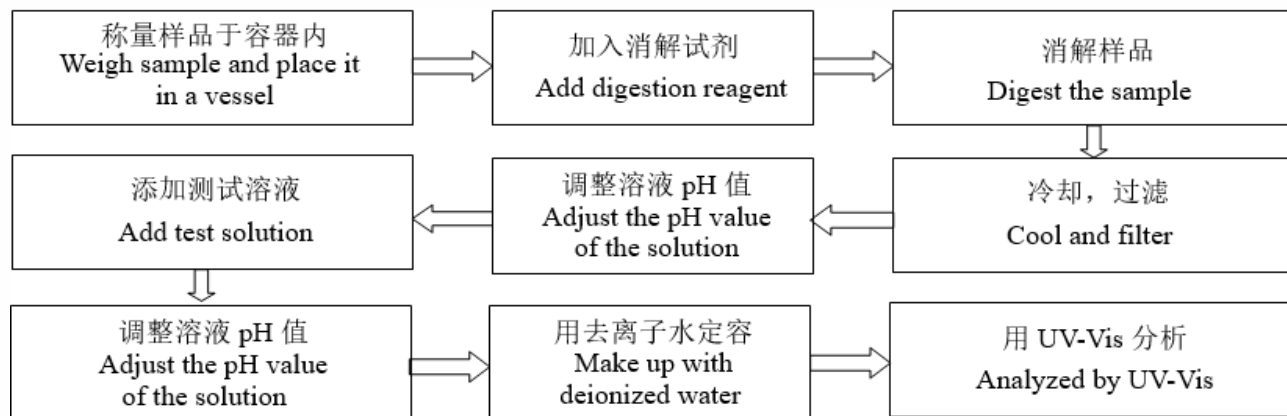 称量样品于容器内
Weigh sample and place it
in a vessel
加入消解试剂
Add digestion reagent
消解样品
Digest the sample
冷却，过滤
Cool and filter
调整溶液 pH 值
Adjust the pH value
of the solution
添加测试溶液
Add test solution
调整溶液 pH 值
Adjust the pH value
of the solution
用去离子水定容
Make up with
deionized water
用 UV-Vis 分析
Analyzed by UV-Vis